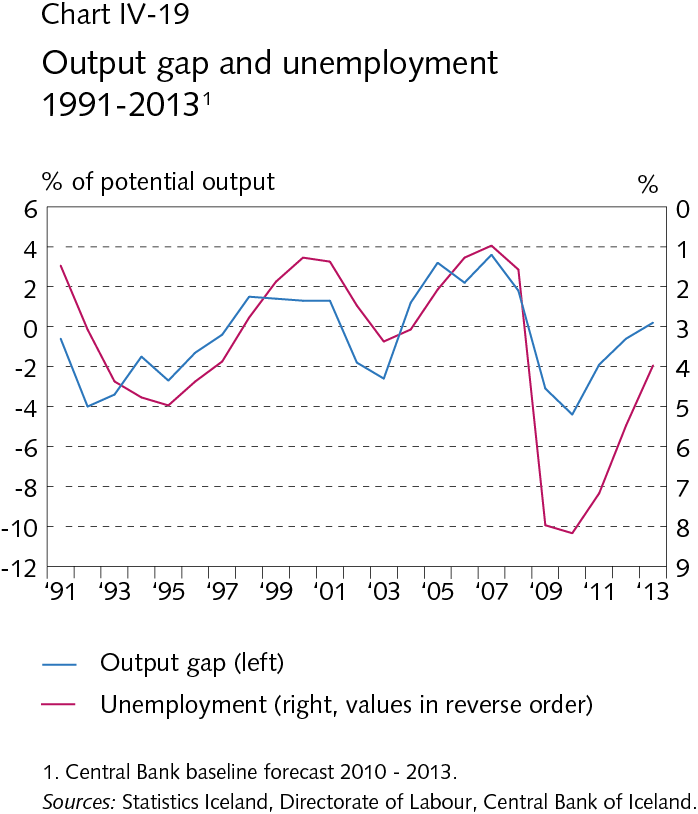 Chart IV-19
Output gap and unemployment
1991-2013¹
% of potential output %
6 0
4 1
2 2
0 3
-2 4
-4 5
-6 6
-8 7
-10 8
-12 9
‘91 ‘93 ‘95 ‘97 ‘99 ‘01 ‘03 ‘05 ‘07 ‘09 ‘11 ‘13
Output gap (left)
Unemployment (right, values in reverse order)
1. Central Bank baseline forecast 2010 - 2013.
Sources: Statistics Iceland, Directorate of Labour, Central Bank of Iceland.